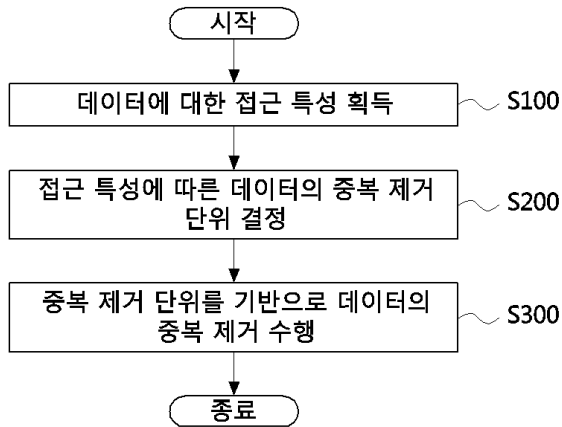 시작
데이터에 대한 접근 특성 획득
S100
접근 특성에 따른 데이터의 중복 제거
단위 결정
S200
중복 제거 단위를 기반으로 데이터의
중복 제거 수행
S300
종료